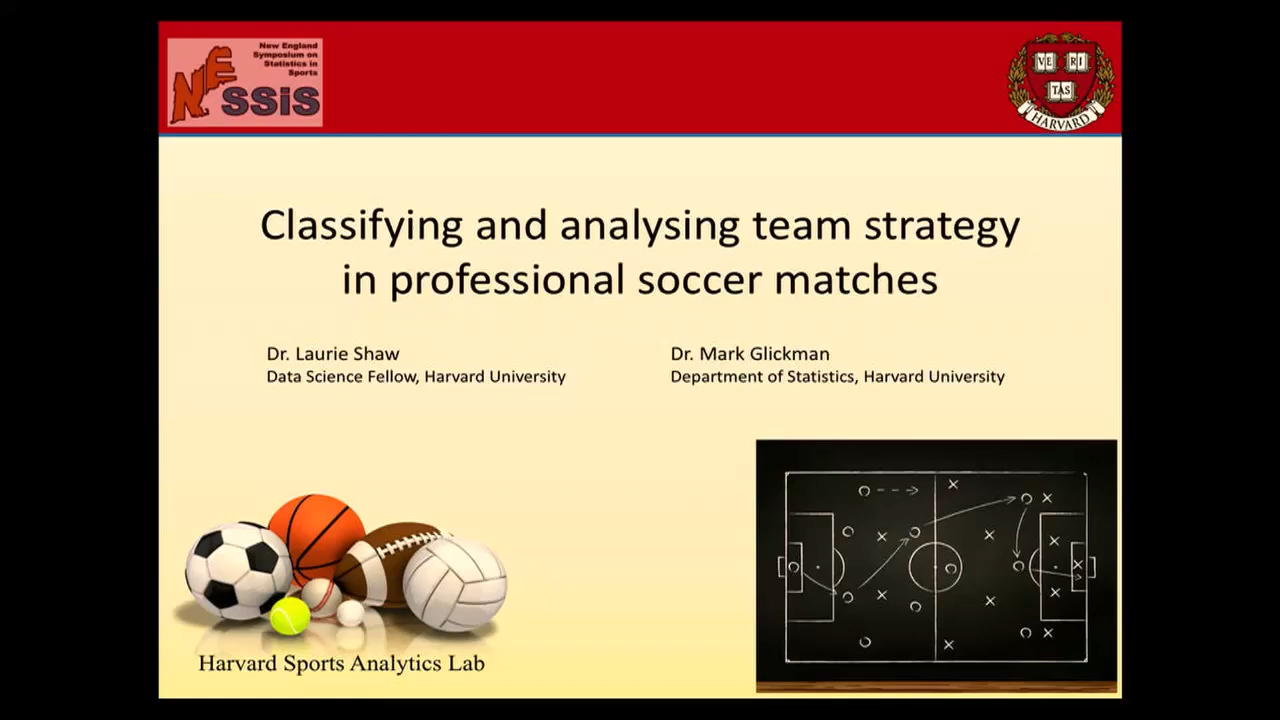 New England
Symposium on
Statistics in
Sports
NESSiS
VE RI
TAS
HARVARD
Classifying and analysing team strategy
in professional soccer matches
Dr. Laurie Shaw
Data Science Fellow, Harvard University
Dr. Mark Glickman
Department of Statistics, Harvard University
Harvard Sports Analytics Lab